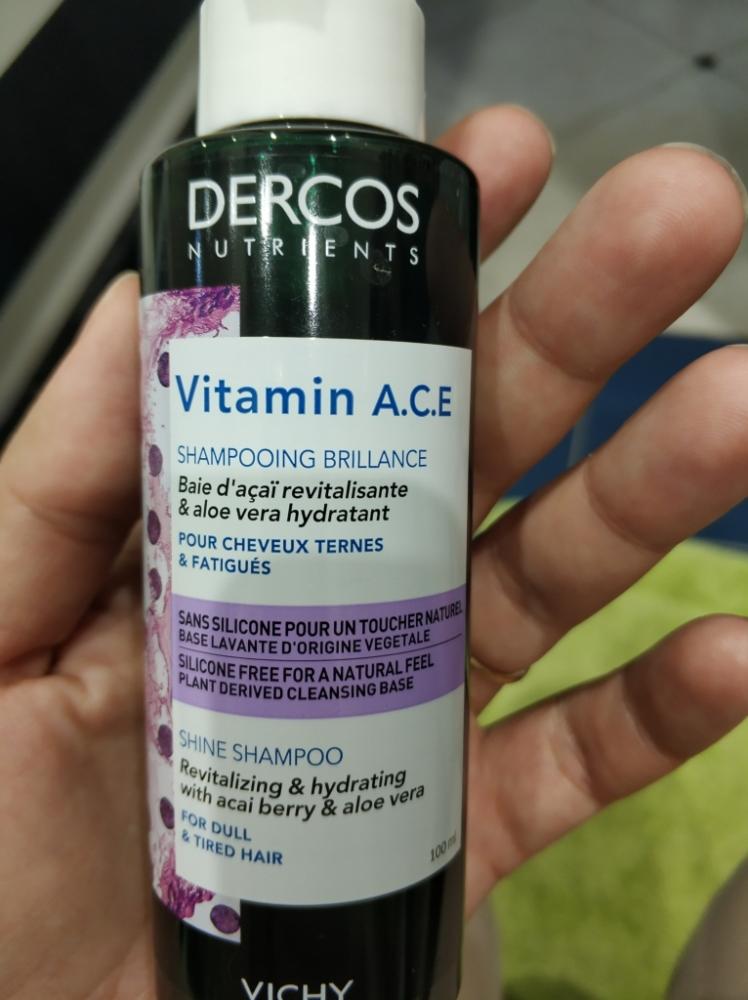 DERCOS
NUTRIENTS
Vitamin A.C.E
SHAMPOOING BRILLANCE
Baie d'açaï revitalisante
& aloe vera hydratant
POUR CHEVEUX TERNES
& FATIGUÉS
SANS SILICONE POUR UN TOUCHER NATUREL
BASE LAVANTE D'ORIGINE VEGETALE
SILICONE FREE FOR A NATURAL FEEL
PLANT DERIVED CLEANSING BASE
SHINE SHAMPOO
Revitalizing & hydrating
with acai berry & aloe vera
FOR DULL
& TIRED HAIR
100 ml
VICHY